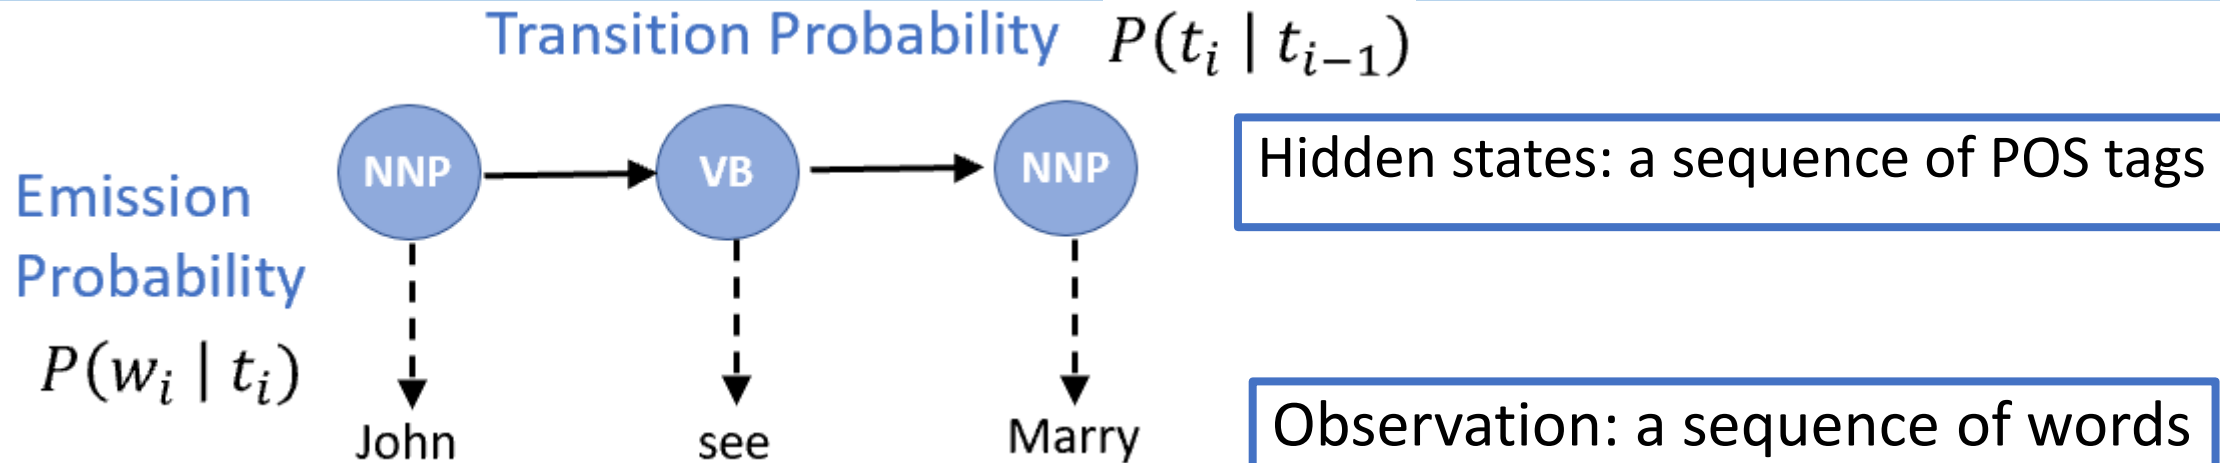 Transition Probability P(t_i | t_{i−1})
NNP VB NNP
Hidden states: a sequence of POS tags
Emission
Probability
P(w_i | t_i)
John see Marry
Observation: a sequence of words